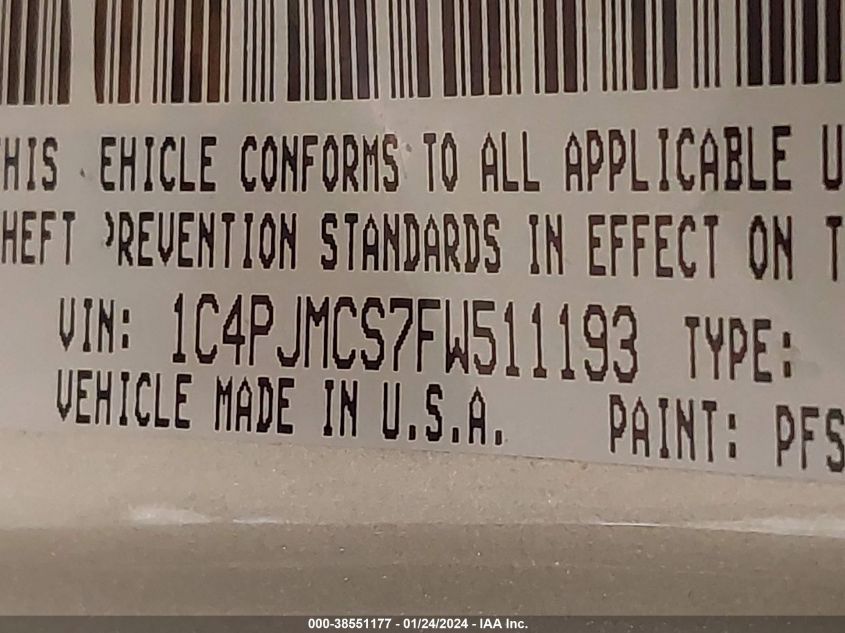 HIS EHICLE CONFORMS TO ALL APPLICABLE U
HEFT PREVENTION STANDARDS IN EFFECT ON T
VIN: 1C4PJMCS7FW511193 TYPE:
VEHICLE MADE IN U.S.A. PAINT: PFS
000-38551177 - 01/24/2024 - IAA Inc.